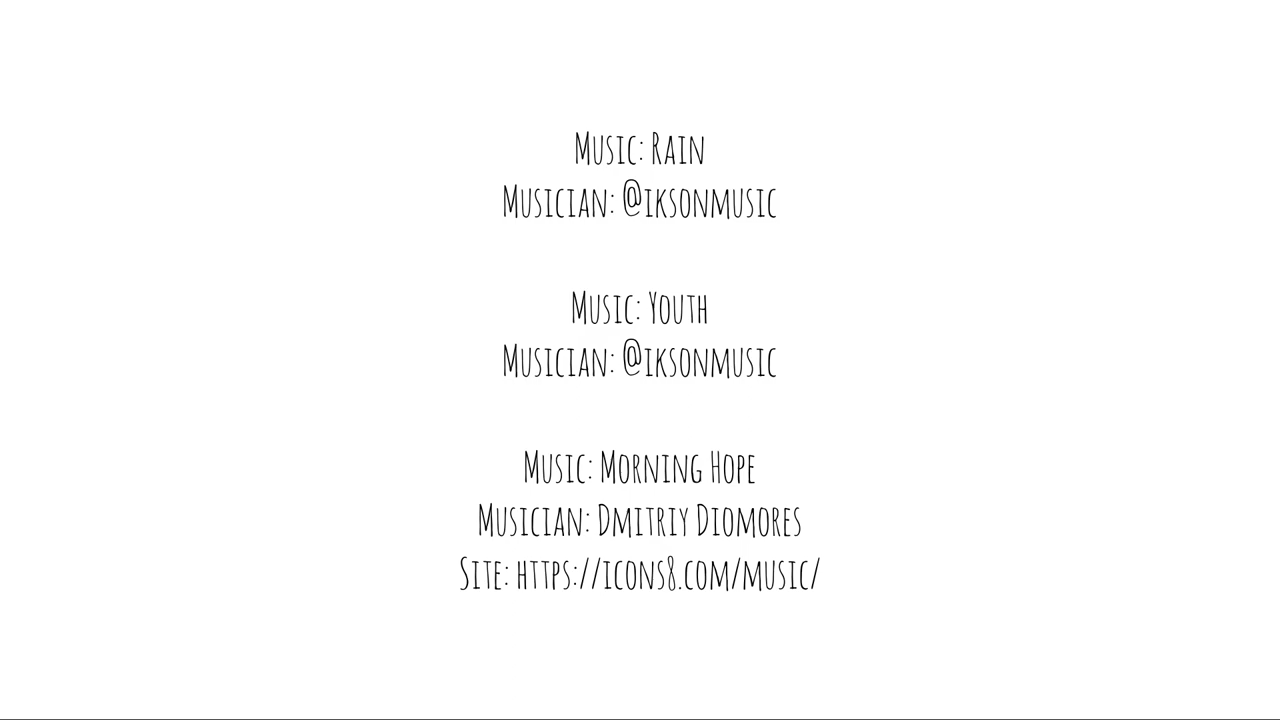 Music: Rain
Musician: @iksonmusic
Music: Youth
Musician: @iksonmusic
Music: Morning Hope
Musician: Dmitriy Diomores
Site: https://icons8.com/music/